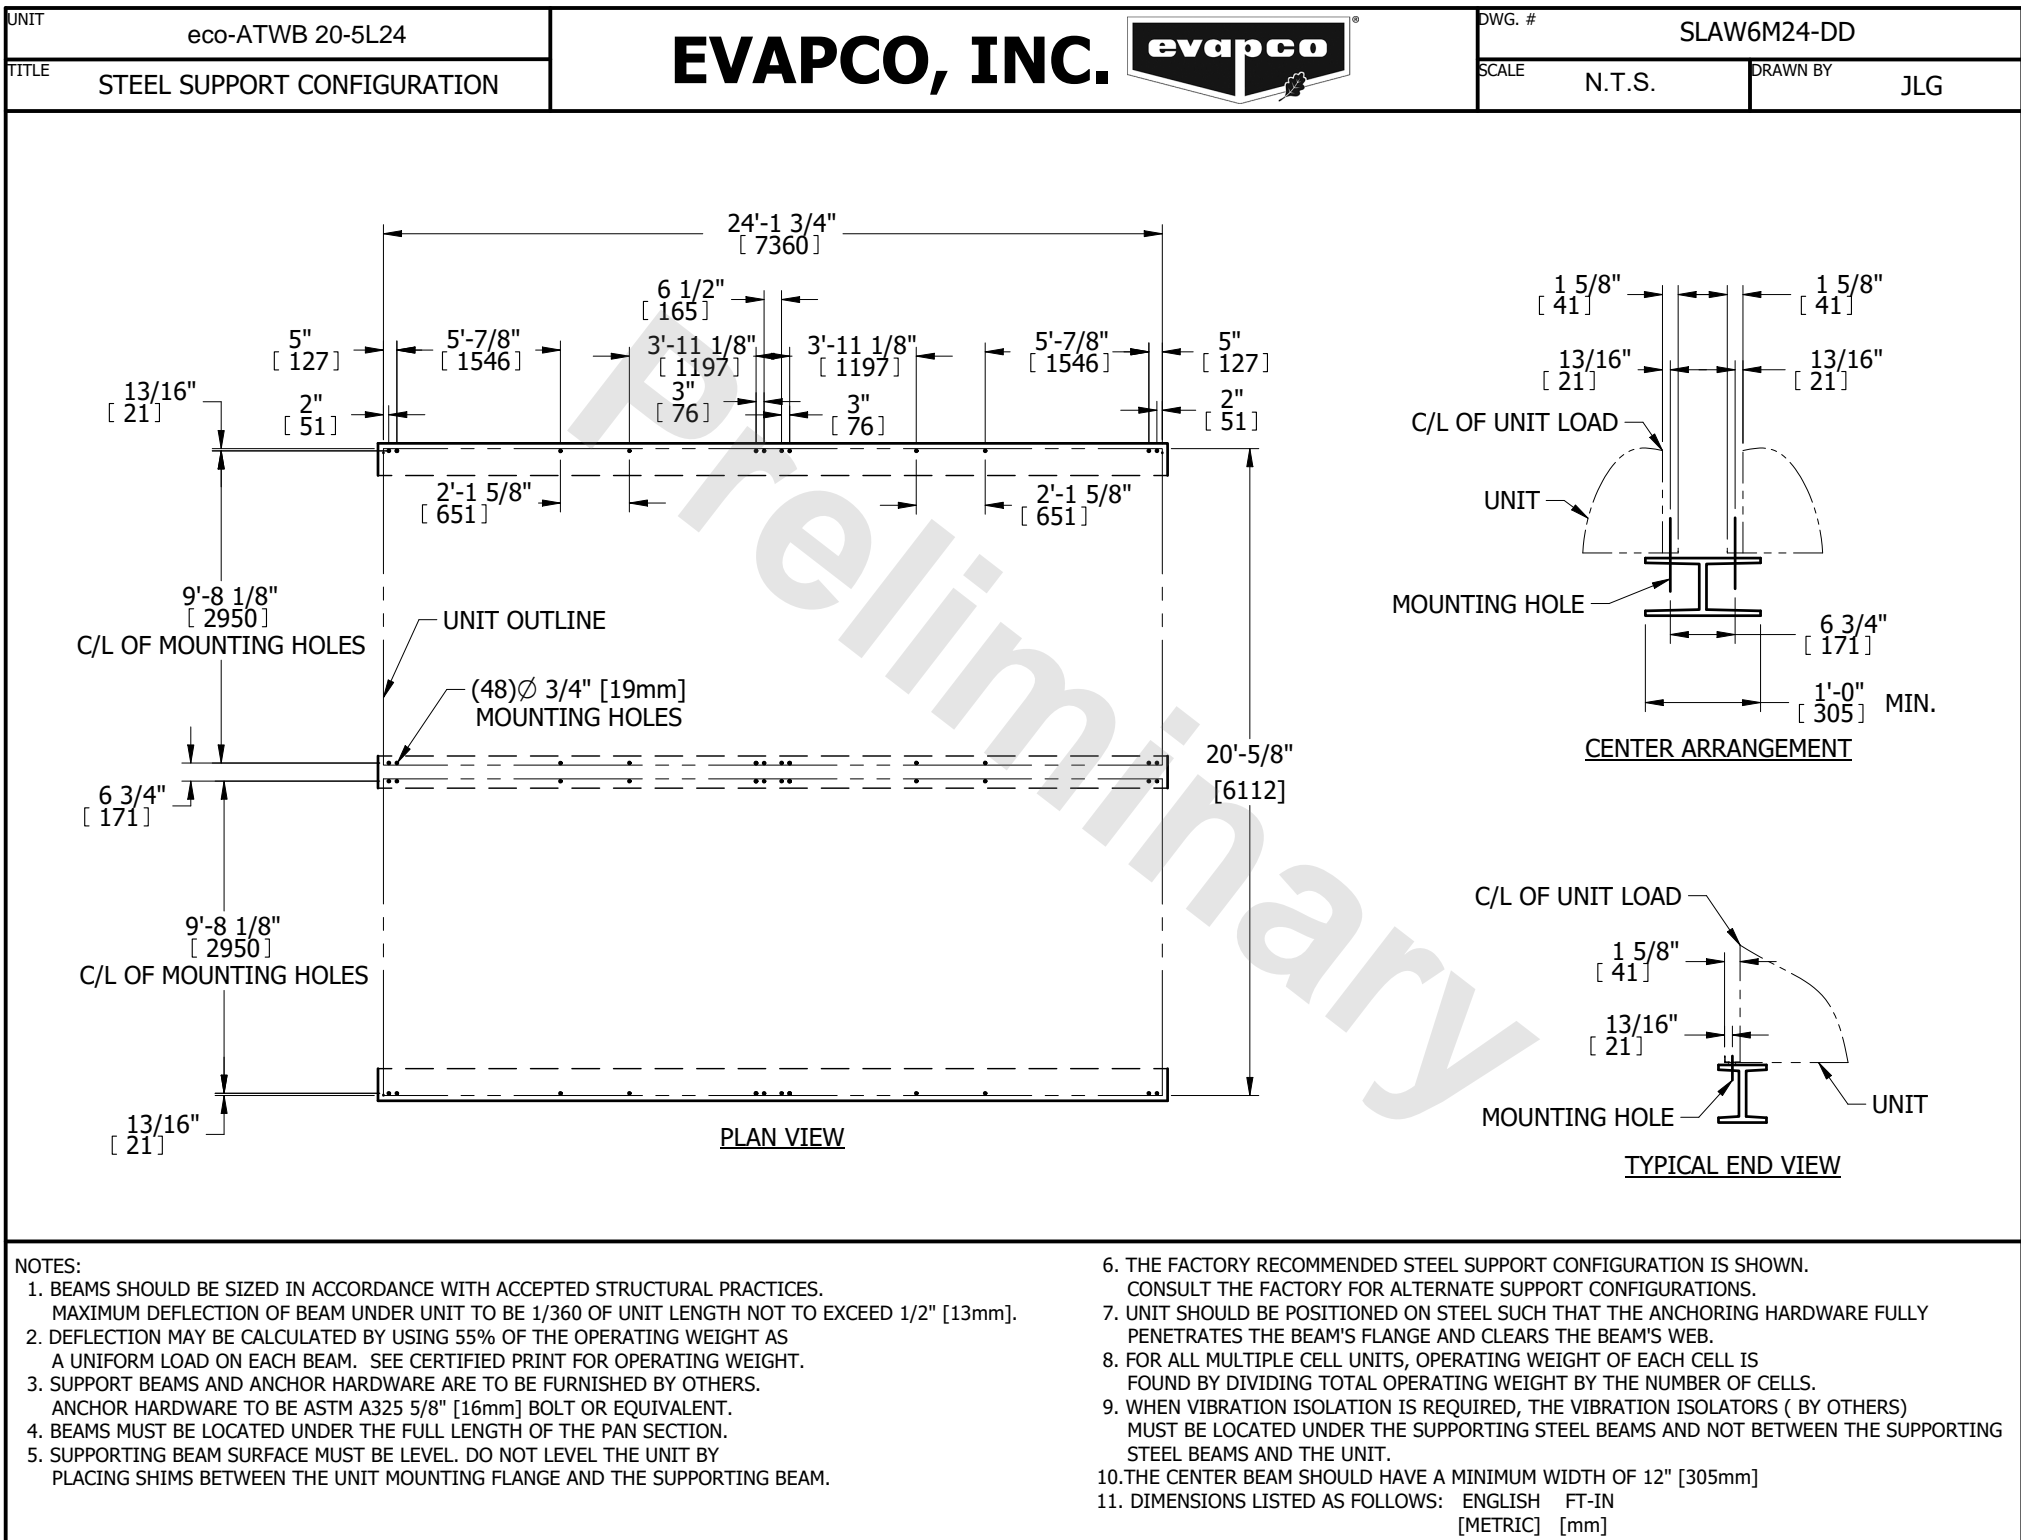 UNIT
eco-ATWB 20-5L24
TITLE
STEEL SUPPORT CONFIGURATION
EVAPCO, INC.
evapco
®
DWG. #
SLAW6M24-DD
SCALE
N.T.S.
DRAWN BY
JLG
24'-1 3/4"
[ 7360]
6 1/2"
[ 165]
5"
[ 127]
5'-7/8"
[ 1546]
3'-11 1/8"
[ 1197]
3'-11 1/8"
[ 1197]
5'-7/8"
[ 1546]
5"
[ 127]
13/16"
[ 21]
2"
[ 51]
3"
[ 76]
3"
[ 76]
2"
[ 51]
2'-1 5/8"
[ 651]
2'-1 5/8"
[ 651]
9'-8 1/8"
[ 2950]
C/L OF MOUNTING HOLES
UNIT OUTLINE
(48)Ø 3/4" [19mm]
MOUNTING HOLES
6 3/4"
[ 171]
20'-5/8"
[6112]
9'-8 1/8"
[ 2950]
C/L OF MOUNTING HOLES
13/16"
[ 21]
PLAN VIEW
Preliminary
1 5/8"
[ 41]
1 5/8"
[ 41]
13/16"
[ 21]
13/16"
[ 21]
C/L OF UNIT LOAD
UNIT
MOUNTING HOLE
6 3/4"
[ 171]
1'-0"
[ 305]
MIN.
CENTER ARRANGEMENT
C/L OF UNIT LOAD
1 5/8"
[ 41]
13/16"
[ 21]
MOUNTING HOLE
UNIT
TYPICAL END VIEW
NOTES:
1. BEAMS SHOULD BE SIZED IN ACCORDANCE WITH ACCEPTED STRUCTURAL PRACTICES.
MAXIMUM DEFLECTION OF BEAM UNDER UNIT TO BE 1/360 OF UNIT LENGTH NOT TO EXCEED 1/2" [13mm].
2. DEFLECTION MAY BE CALCULATED BY USING 55% OF THE OPERATING WEIGHT AS
A UNIFORM LOAD ON EACH BEAM. SEE CERTIFIED PRINT FOR OPERATING WEIGHT.
3. SUPPORT BEAMS AND ANCHOR HARDWARE ARE TO BE FURNISHED BY OTHERS.
ANCHOR HARDWARE TO BE ASTM A325 5/8" [16mm] BOLT OR EQUIVALENT.
4. BEAMS MUST BE LOCATED UNDER THE FULL LENGTH OF THE PAN SECTION.
5. SUPPORTING BEAM SURFACE MUST BE LEVEL. DO NOT LEVEL THE UNIT BY
PLACING SHIMS BETWEEN THE UNIT MOUNTING FLANGE AND THE SUPPORTING BEAM.
6. THE FACTORY RECOMMENDED STEEL SUPPORT CONFIGURATION IS SHOWN.
CONSULT THE FACTORY FOR ALTERNATE SUPPORT CONFIGURATIONS.
7. UNIT SHOULD BE POSITIONED ON STEEL SUCH THAT THE ANCHORING HARDWARE FULLY
PENETRATES THE BEAM'S FLANGE AND CLEARS THE BEAM'S WEB.
8. FOR ALL MULTIPLE CELL UNITS, OPERATING WEIGHT OF EACH CELL IS
FOUND BY DIVIDING TOTAL OPERATING WEIGHT BY THE NUMBER OF CELLS.
9. WHEN VIBRATION ISOLATION IS REQUIRED, THE VIBRATION ISOLATORS ( BY OTHERS)
MUST BE LOCATED UNDER THE SUPPORTING STEEL BEAMS AND NOT BETWEEN THE SUPPORTING
STEEL BEAMS AND THE UNIT.
10.THE CENTER BEAM SHOULD HAVE A MINIMUM WIDTH OF 12" [305mm]
11. DIMENSIONS LISTED AS FOLLOWS: ENGLISH FT-IN
[METRIC] [mm]